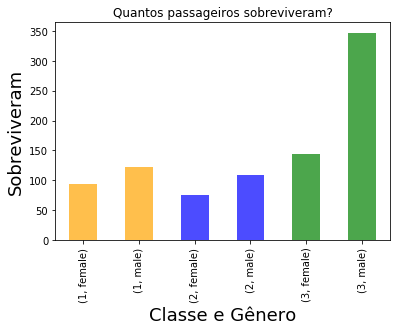 Quantos passageiros sobreviveram?
Sobreviveram
350
300
250
200
150
100
50
0
(1, female)
(1, male)
(2, female)
(2, male)
(3, female)
(3, male)
Classe e Gênero